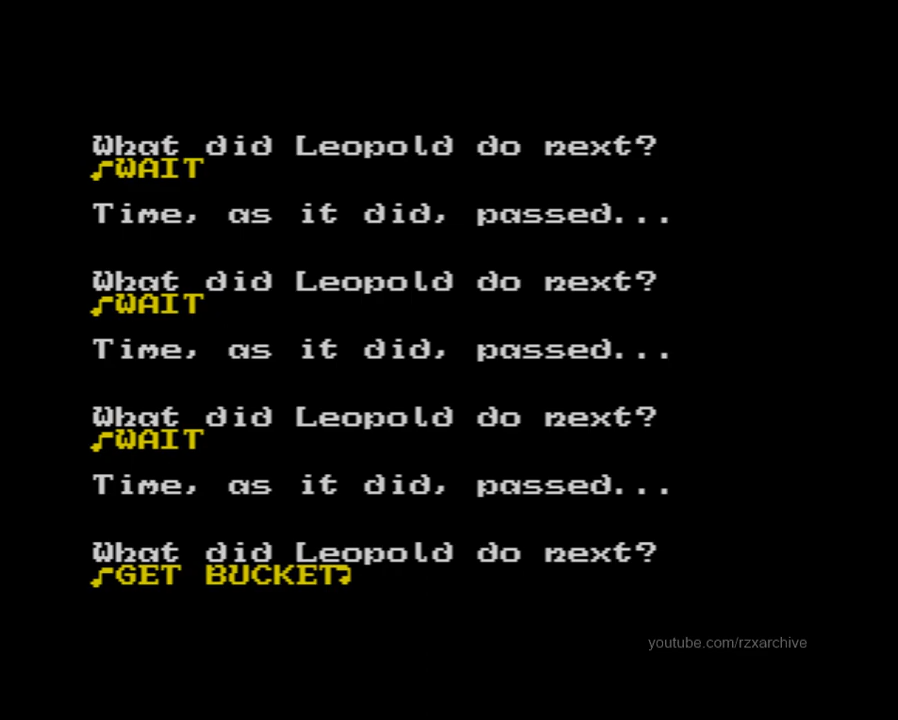 What did Leopold do next?
WAIT
Time, as it did, passed...
What did Leopold do next?
WAIT
Time, as it did, passed...
What did Leopold do next?
WAIT
Time, as it did, passed...
What did Leopold do next?
GET BUCKET
youtube.com/rzxarchive